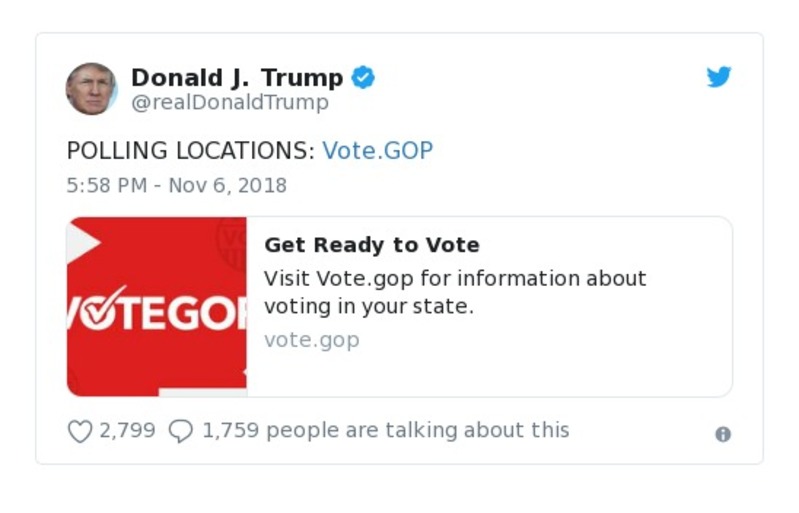 Donald J. Trump
@realDonaldTrump
POLLING LOCATIONS: Vote.GOP
5:58 PM - Nov 6, 2018
VOTEGOP
Get Ready to Vote
Visit Vote.gop for information about
voting in your state.
vote.gop
2,799 1,759 people are talking about this